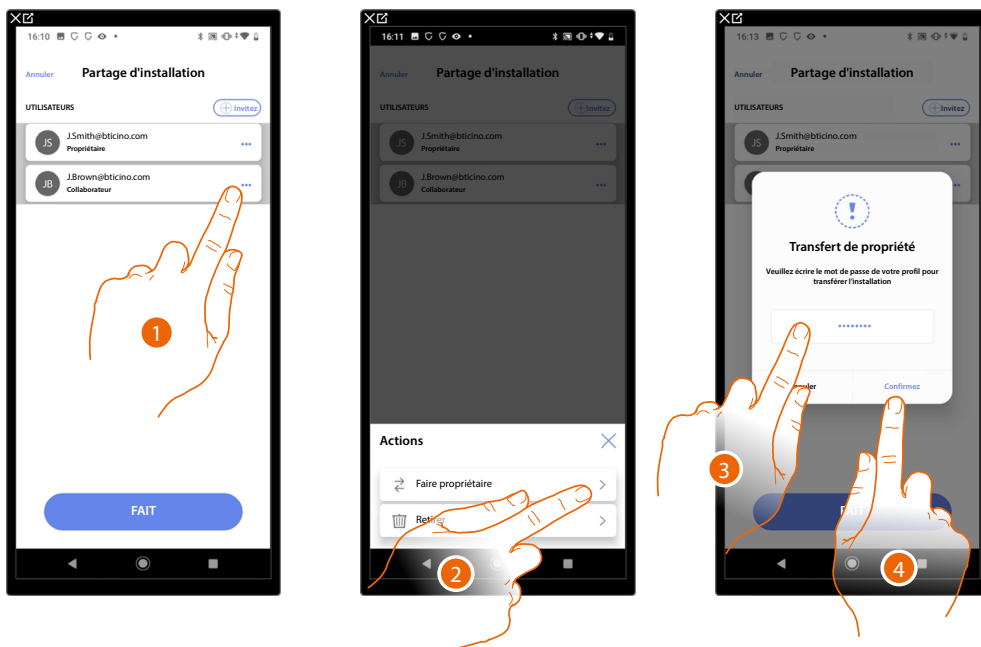 16:10
Annuler Partage d'installation
UTILISATEURS Invitez
JS J.Smith@bticino.com
Propriétaire
JB J.Brown@bticino.com
Collaborateur
1
FAIT
16:11
Annuler Partage d'installation
UTILISATEURS Invitez
JS J.Smith@bticino.com
Propriétaire
JB J.Brown@bticino.com
Collaborateur
Actions
Faire propriétaire
Retirer
2
16:13
Annuler Partage d'installation
UTILISATEURS Invitez
JS J.Smith@bticino.com
Propriétaire
Transfert de propriété
Veuillez écrire le mot de passe de votre profil pour
transférer l'installation
Confirmez
3
4